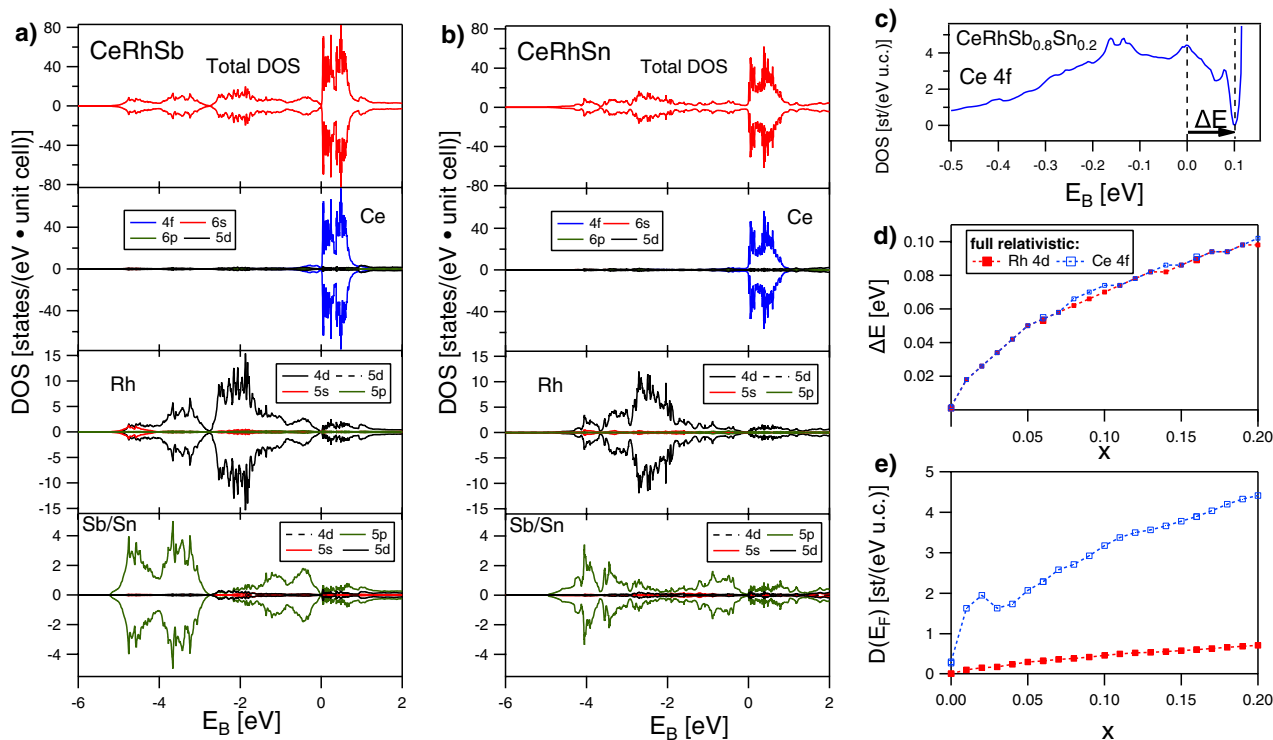 a)
CeRhSb
Total DOS
80
40
0
-40
-80
4f
6s
6p
5d
Ce
40
0
-40
Rh
4d
5d
5s
5p
15
10
5
0
-5
-10
-15
Sb/Sn
4d
5p
5s
5d
4
2
0
-2
-4
-6
-4
-2
0
2
DOS [states/(eV • unit cell)]
E_B [eV]
b)
CeRhSn
Total DOS
80
40
0
-40
-80
4f
6s
6p
5d
Ce
40
0
-40
Rh
4d
5d
5s
5p
15
10
5
0
-5
-10
-15
Sb/Sn
4d
5p
5s
5d
4
2
0
-2
-4
-6
-4
-2
0
2
DOS [states/(eV • unit cell)]
E_B [eV]
c)
CeRhSb0.8Sn0.2
Ce 4f
ΔE
4
2
0
DOS [st/(eV u.c.)]
-0.5
-0.4
-0.3
-0.2
-0.1
0.0
0.1
E_B [eV]
d)
full relativistic:
Rh 4d
Ce 4f
0.10
0.08
0.06
0.04
0.02
ΔE [eV]
0.05
0.10
0.15
0.20
x
e)
5
4
3
2
1
0
D(E_F) [st/(eV u.c.)]
0.00
0.05
0.10
0.15
0.20
x